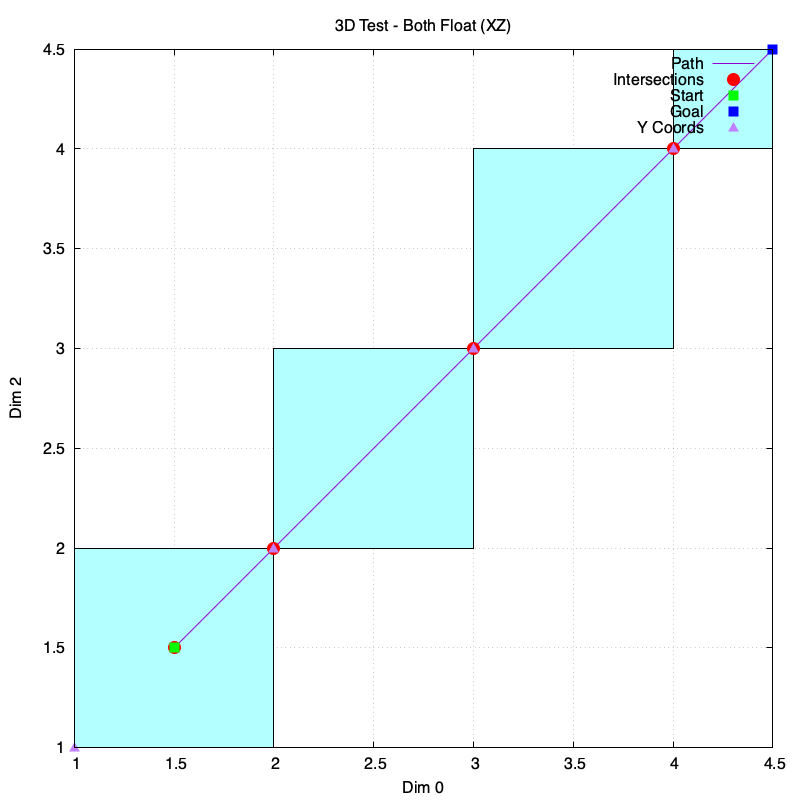 3D Test - Both Float (XZ)
4.5
Path
Intersections
Start
Goal
Y Coords
4
3.5
3
Dim 2
2.5
2
1.5
1
1 1.5 2 2.5 3 3.5 4 4.5
Dim 0